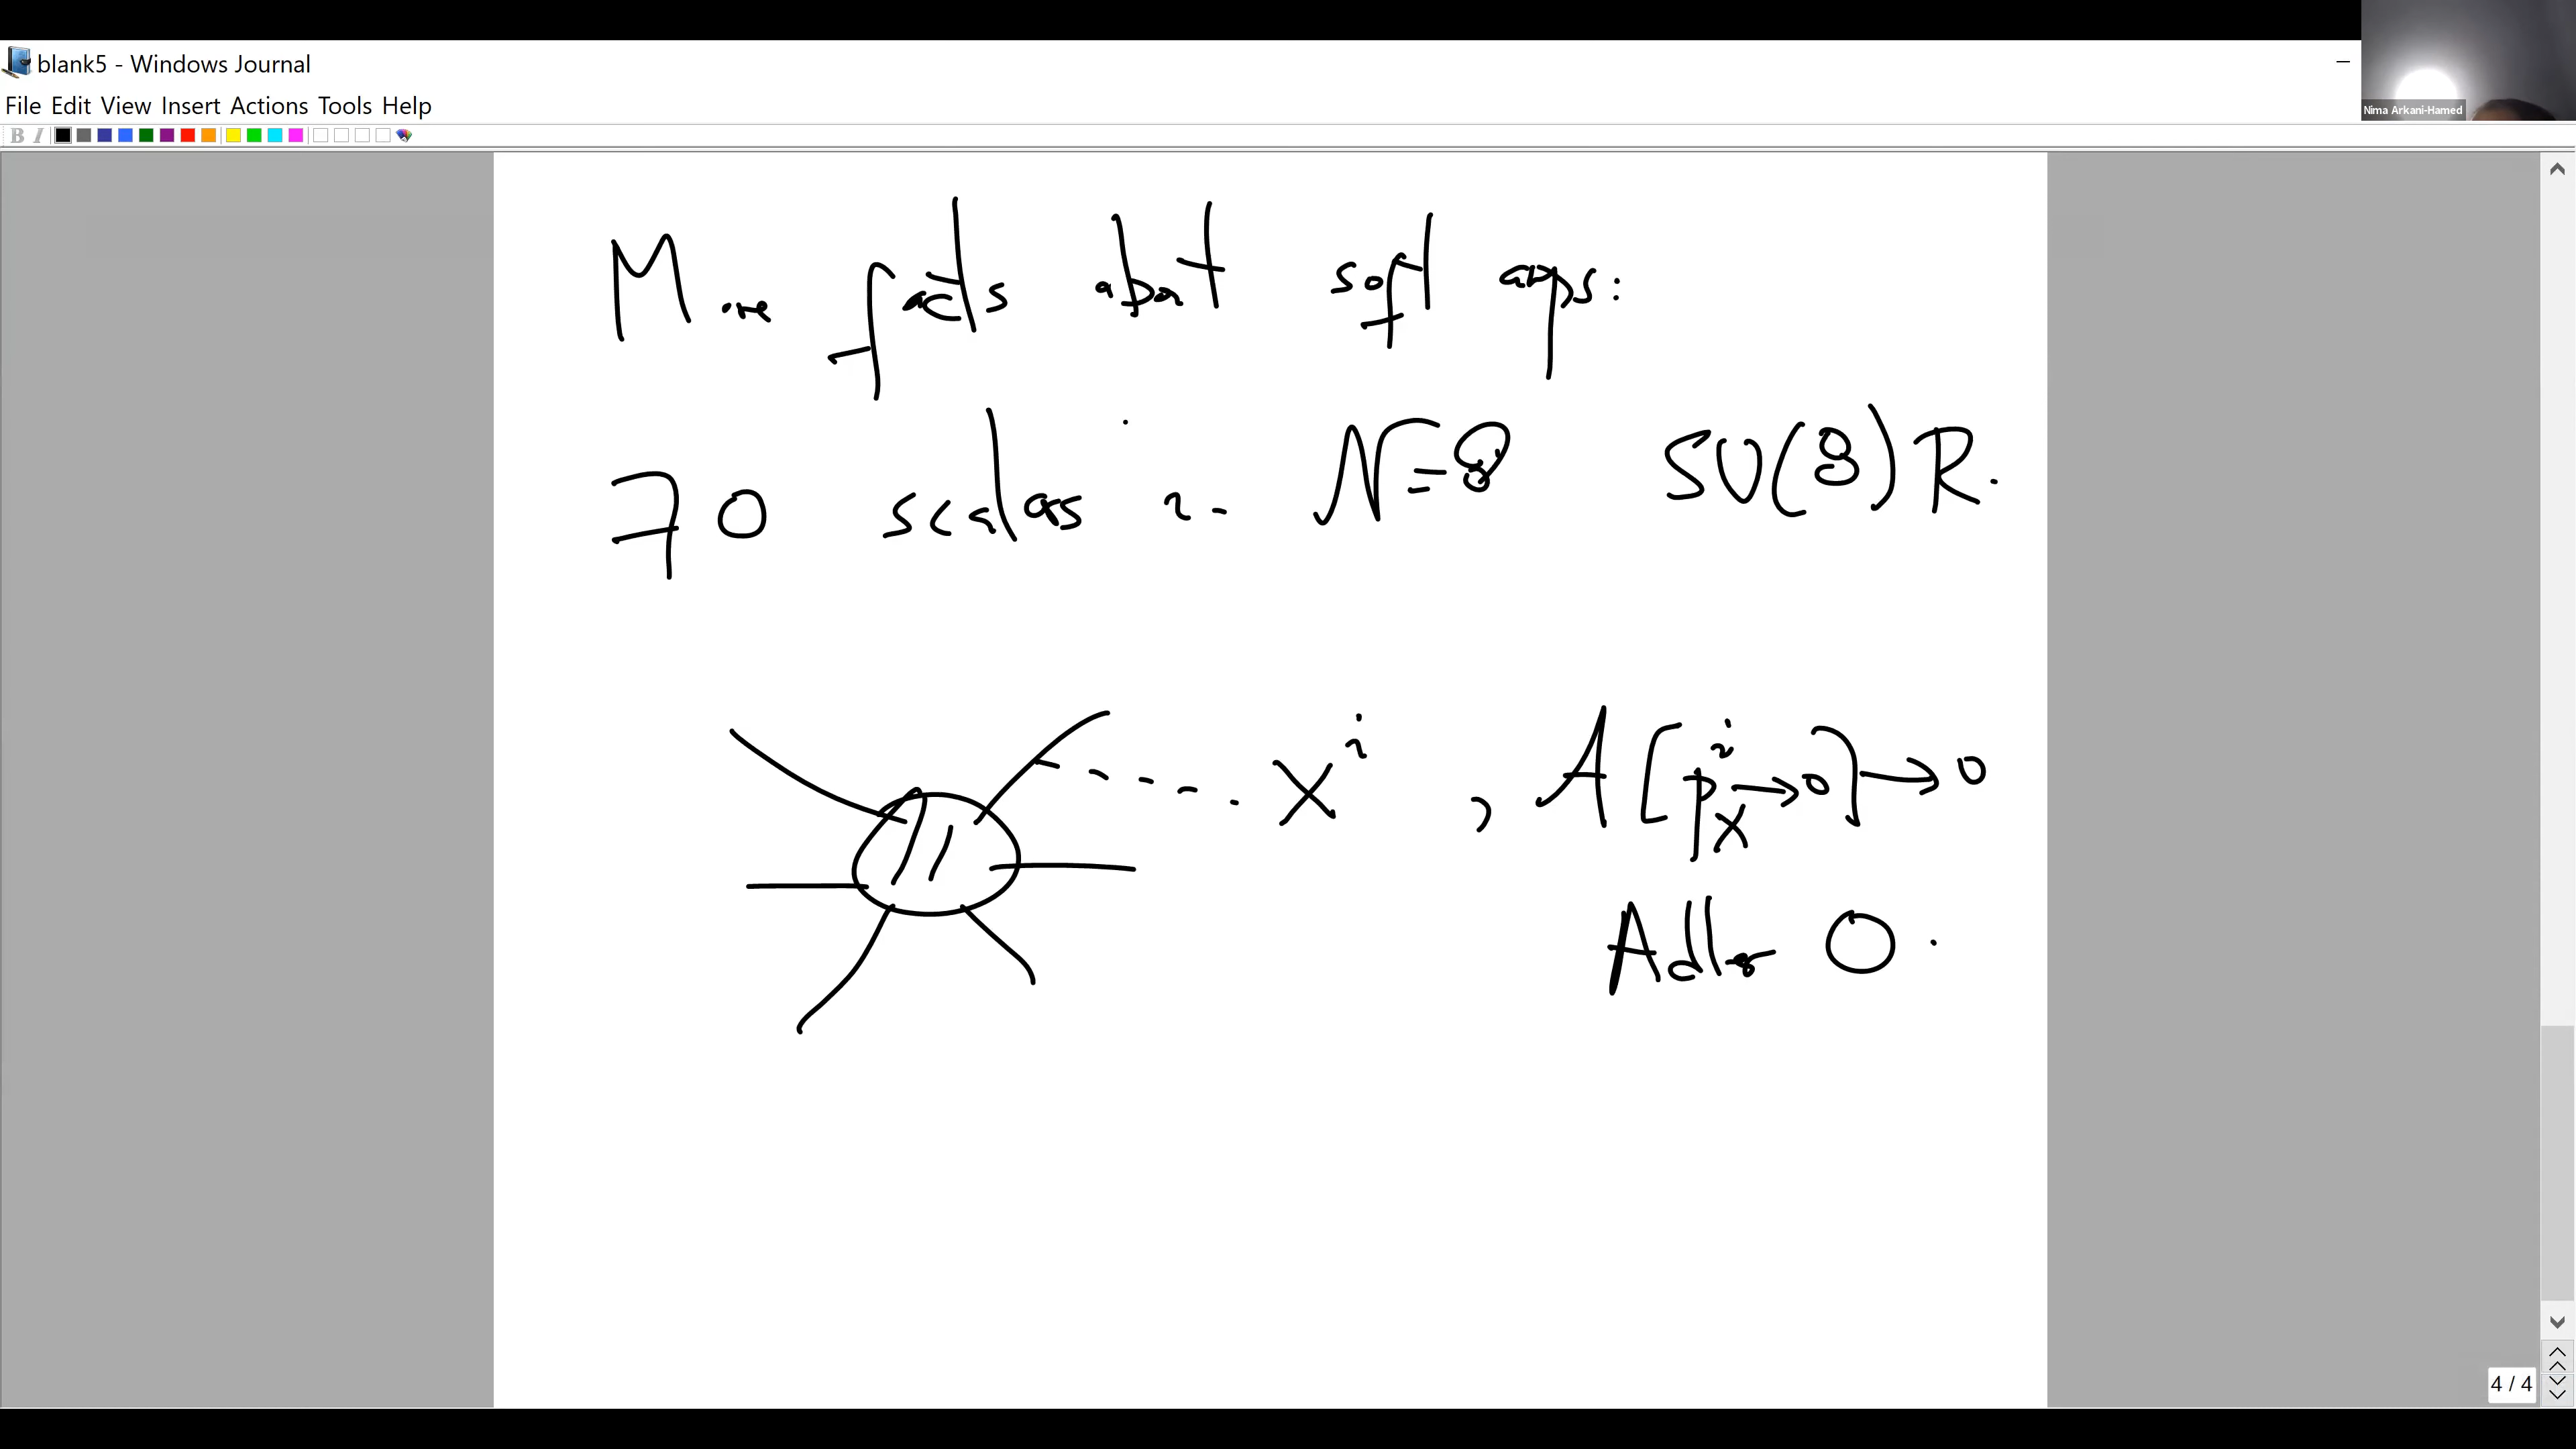 blank5 - Windows Journal
File Edit View Insert Actions Tools Help
B I
Nima Arkani-Hamed
More facts about soft amps:
70 scalars in N=8 SU(8) R.
X^i , A[p_X^i → 0] → 0
Adler 0.
4 / 4